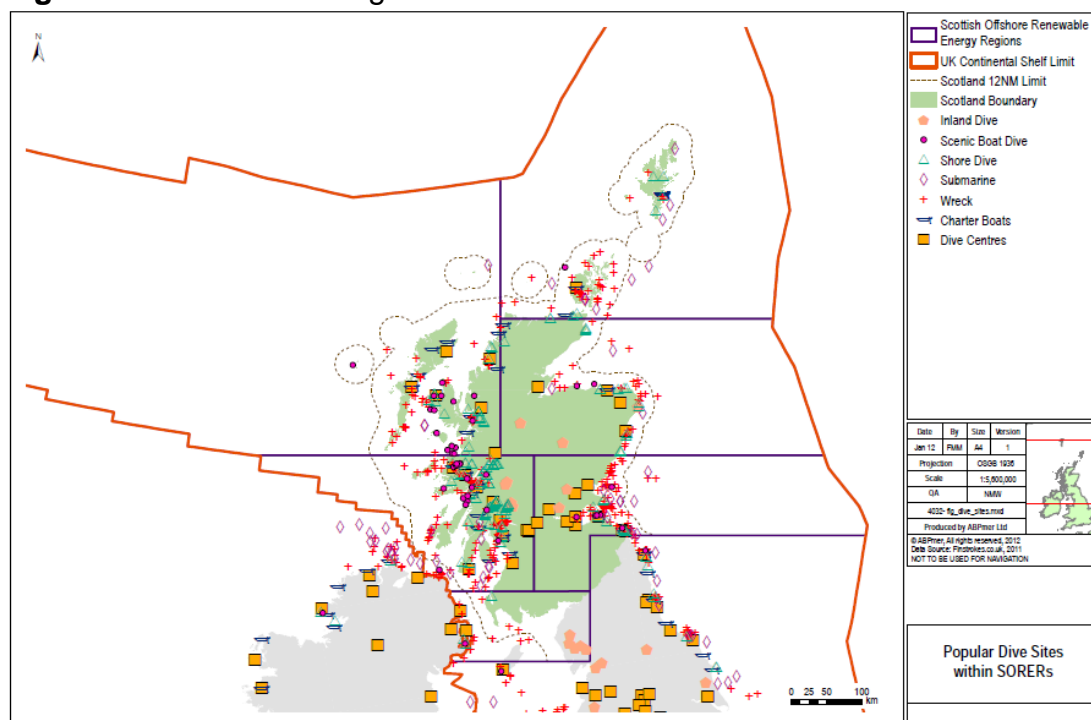 Scottish Offshore Renewable
Energy Regions
UK Continental Shelf Limit
Scotland 12NM Limit
Scotland Boundary
Inland Dive
Scenic Boat Dive
Shore Dive
Submarine
Wreck
Charter Boats
Dive Centres
N
Date By Size Version
Jan 12 FMM A4 1
Projection OSGB 1936
Scale 1:5,600,000
QA NMW
4032- fig_dive_sites.mxd
Produced by ABPmer Ltd
© ABPmer, All rights reserved, 2012
Data Source: Finstrokes.co.uk, 2011
NOT TO BE USED FOR NAVIGATION
0 25 50 100
km
Popular Dive Sites
within SORERs